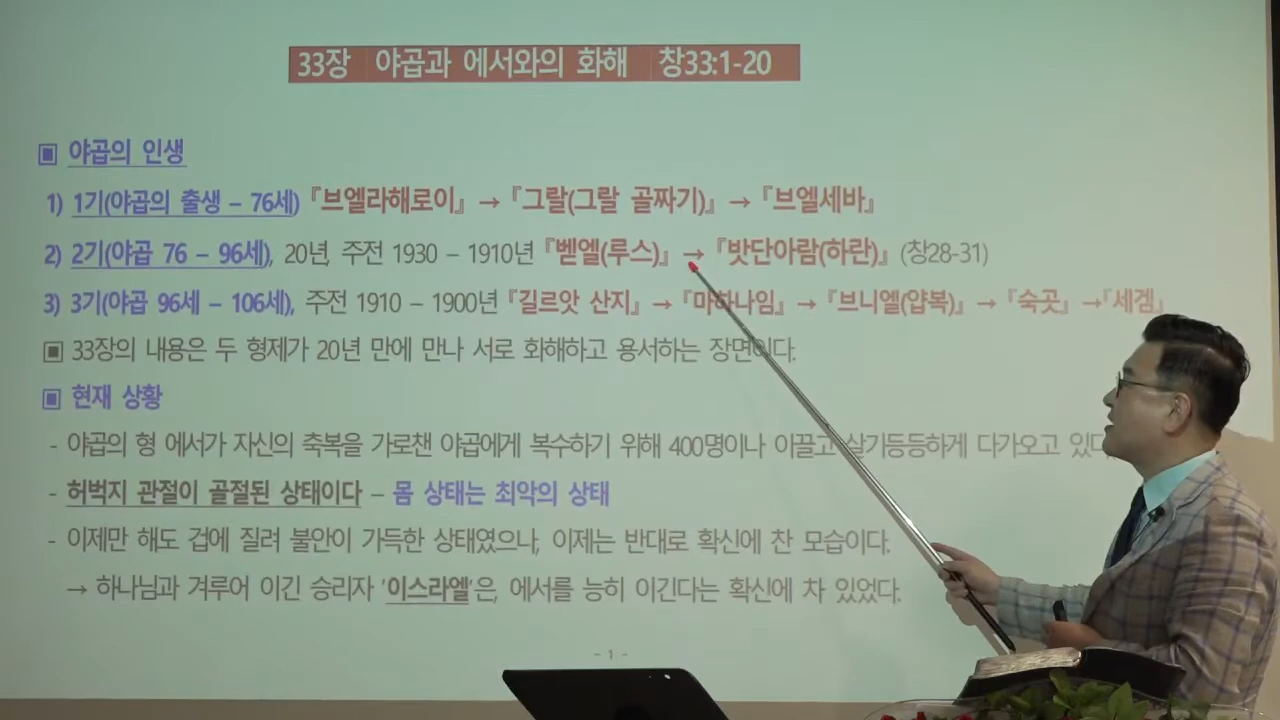 33장 야곱과 에서와의 화해 창33:1-20
▣ 야곱의 인생
1) 1기(야곱의 출생 – 76세)『브엘라해로이』 → 『그랄(그랄 골짜기)』 → 『브엘세바』
2) 2기(야곱 76 – 96세), 20년, 주전 1930 – 1910년『벧엘(루스)』 → 『밧단아람(하란)』 (창28-31)
3) 3기(야곱 96세 – 106세), 주전 1910 – 1900년『길르앗 산지』 → 『마하나임』 → 『브니엘(얍복)』 → 『숙곳』 →『세겜』
▣ 33장의 내용은 두 형제가 20년 만에 만나 서로 화해하고 용서하는 장면이다.
▣ 현재 상황
- 야곱의 형 에서가 자신의 축복을 가로챈 야곱에게 복수하기 위해 400명이나 이끌고 살기등등하게 다가오고
- 허벅지 관절이 골절된 상태이다 – 몸 상태는 최악의 상태
- 이제만 해도 겁에 질려 불안이 가득한 상태였으나, 이제는 반대로 확신에 찬 모습이다.
→ 하나님과 겨루어 이긴 승리자 '이스라엘'은, 에서를 능히 이긴다는 확신에 차 있었다.
- 1 -